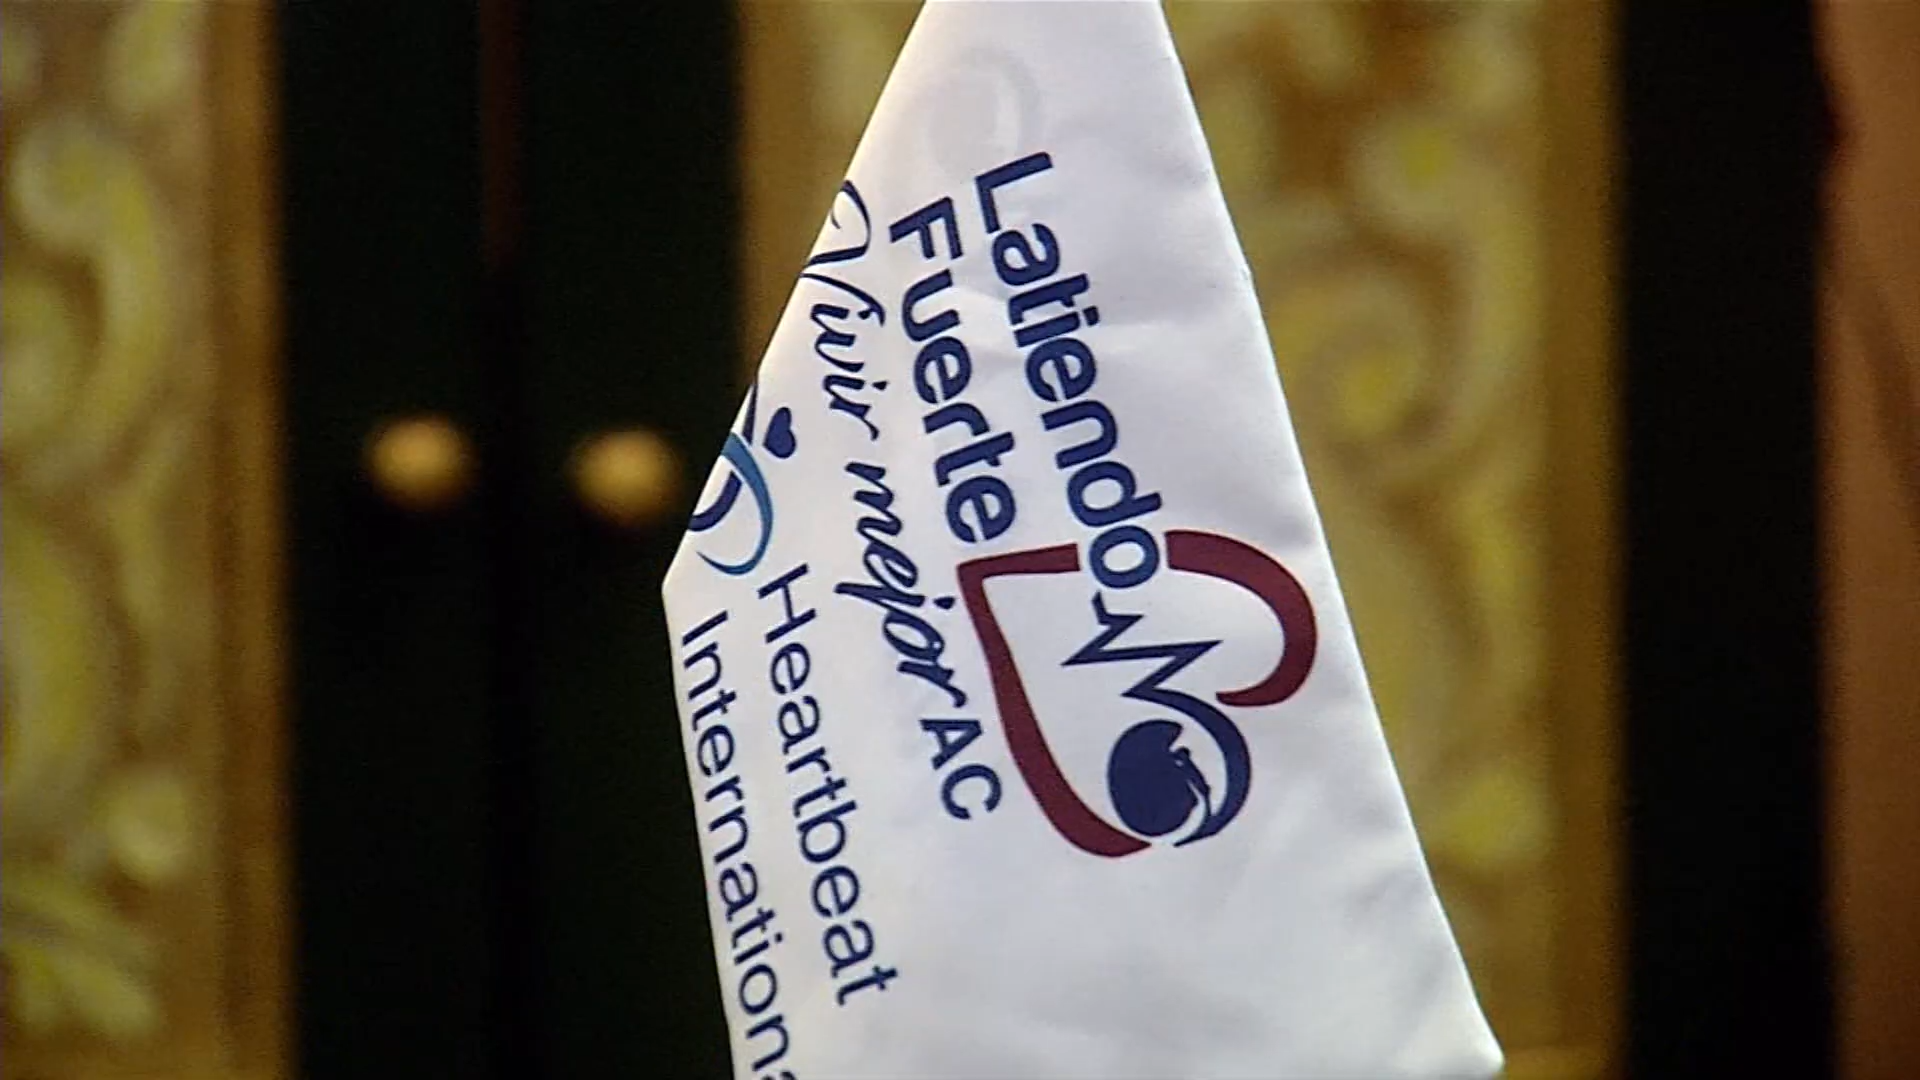 Latiendo
Fuerte
Vivir mejor AC
Heartbeat
Internationa